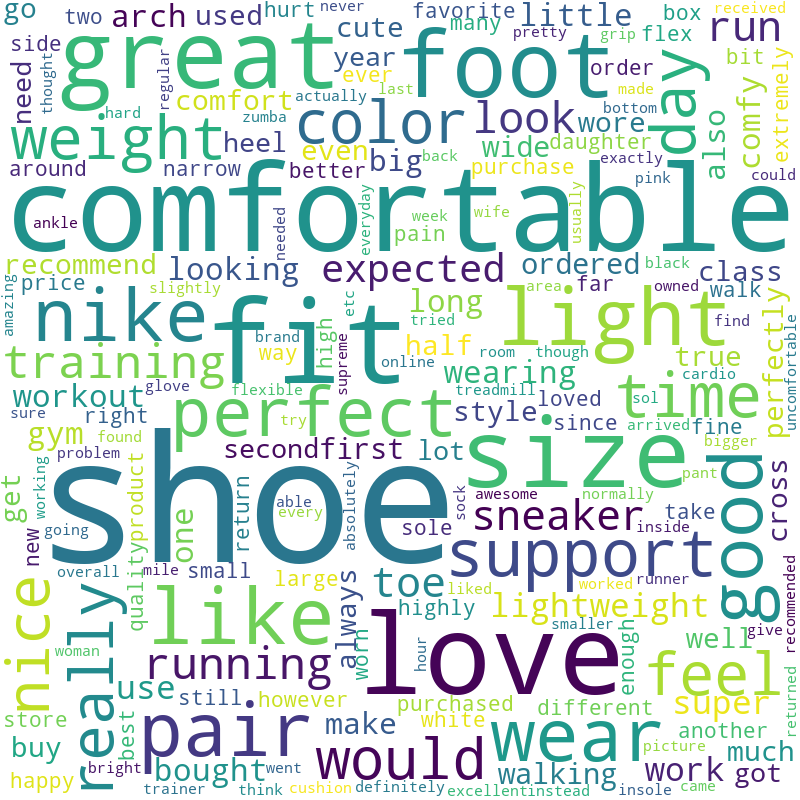 go
two
arch
used
hurt
never
favorite
little
box
received
side
great
cute
many
pretty
grip
flex
run
need
thought
regular
year
foot
order
bit
made
comfort
ever
actually
last
bottom
day
also
comfy
extremely
hard
zumba
color
look
wore
weight
heel
even
big
back
wide
daughter
exactly
around
narrow
better
purchase
pink
could
comfortable
ankle
needed
everyday
week
wife
pain
usually
recommend
looking
expected
ordered
black
class
amazing
price
slightly
etc
long
area
far
owned
walk
nike
fit
light
find
perfectly
uncomfortable
high
tried
brand
way
supreme
online
half
room
though
true
training
wearing
cardio
workout
glove
flexible
treadmill
loved
sol
time
sure
right
perfect
try
style
since
arrived
fine
gym
found
second
first
lot
size
bigger
problem
get
working
quality
product
one
return
shoe
absolutely
sock
awesome
normally
pant
good
cross
new
going
able
every
sole
sneaker
inside
take
overall
mile
small
support
runner
recommended
nice
woman
really
like
large
always
toe
liked
worked
highly
lightweight
smaller
give
running
worn
hour
love
enough
well
feel
use
still
however
purchased
different
super
returned
store
best
pair
make
white
wear
another
buy
picture
much
happy
bright
bought
went
would
walking
work
got
trainer
think
cushion
definitely
excellent
instead
insole
came